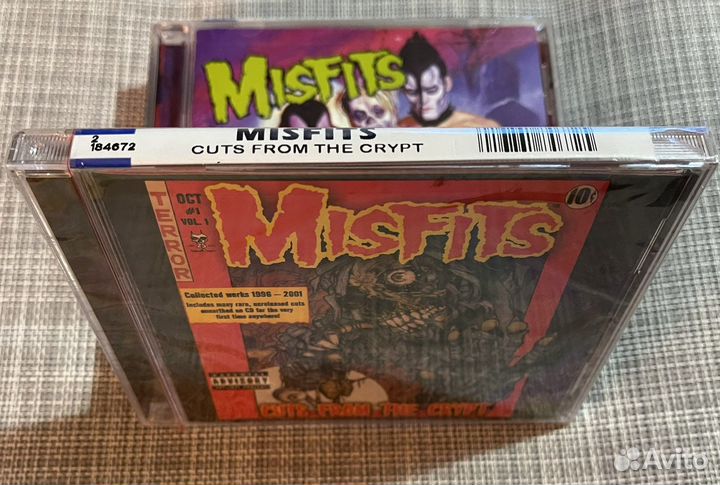 MISFITS
MISFITS
CUTS FROM THE CRYPT
2
184672
TERROR
OCT
#1
VOL. 1
MISFITS
10¢
Collected works 1996 – 2001
Includes many rare, unreleased cuts
unearthed on CD for the very
first time anywhere!
PARENTAL
ADVISORY
CUTS FROM THE CRYPT
Avito